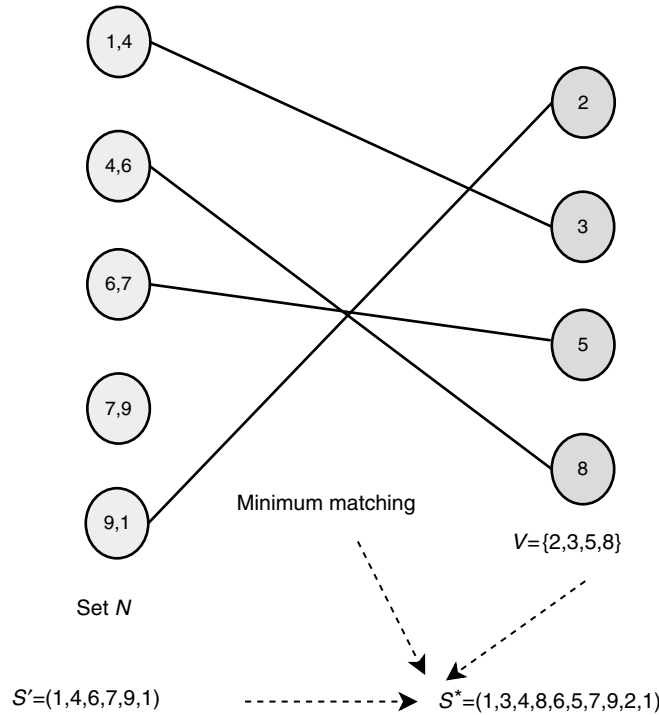 1,4
2
4,6
3
6,7
5
7,9
8
9,1
Minimum matching
V={2,3,5,8}
Set N
S′=(1,4,6,7,9,1)
S*=(1,3,4,8,6,5,7,9,2,1)